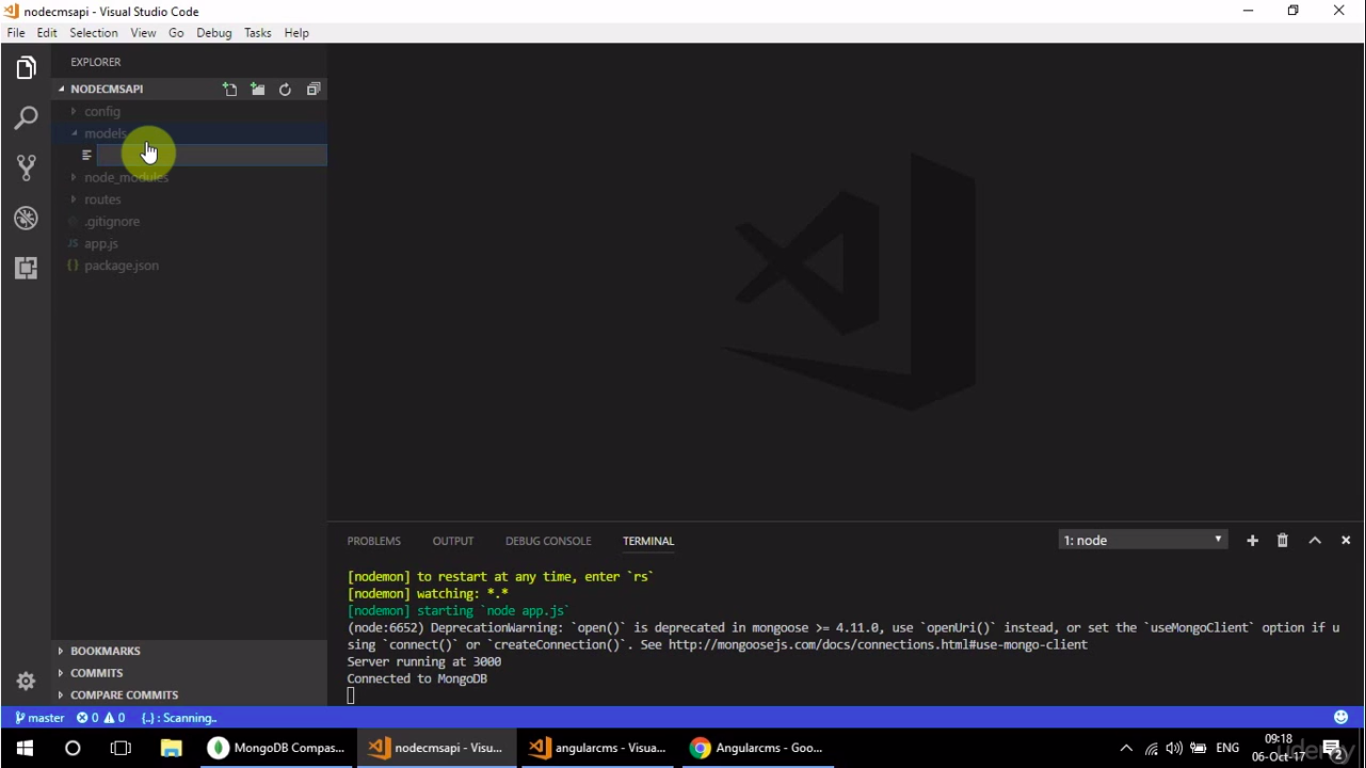 nodecmsapi - Visual Studio Code
File Edit Selection View Go Debug Tasks Help
EXPLORER
NODECMSAPI
config
models
node_modules
routes
.gitignore
JS app.js
{} package.json
BOOKMARKS
COMMITS
COMPARE COMMITS
PROBLEMS OUTPUT DEBUG CONSOLE TERMINAL 1: node
[nodemon] to restart at any time, enter `rs`
[nodemon] watching: *.*
[nodemon] starting `node app.js`
(node:6652) DeprecationWarning: `open()` is deprecated in mongoose >= 4.11.0, use `openUri()` instead, or set the `useMongoClient` option if u
sing `connect()` or `createConnection()`. See http://mongoosejs.com/docs/connections.html#use-mongo-client
Server running at 3000
Connected to MongoDB
master 0 0 {..} : Scanning..
MongoDB Compas... nodecmsapi - Visu... angularcms - Visua... Angularcms - Goo... ENG 09:18
06-Oct-17 2
udemy